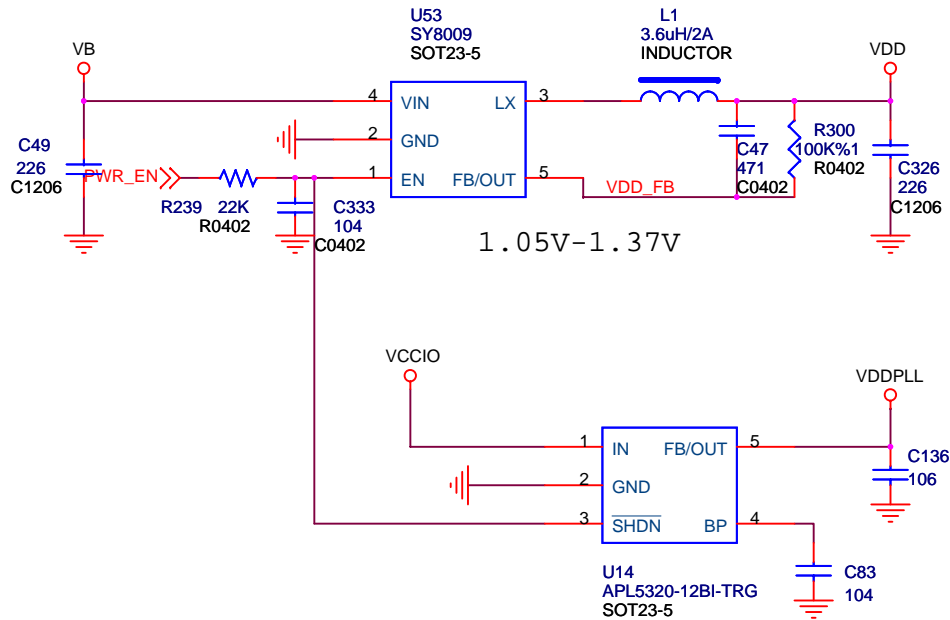 U53
SY8009
SOT23-5
L1
3.6uH/2A
INDUCTOR
VB
VDD
4 VIN LX 3
2 GND
1 EN FB/OUT 5
C49
226
C1206
PWR_EN
R239 22K
R0402
C333
104
C0402
VDD_FB
C47
471
C0402
R300
100K%1
R0402
C326
226
C1206
1.05V-1.37V
VCCIO
VDDPLL
1 IN FB/OUT 5
2 GND
3 SHDN BP 4
C136
106
U14
APL5320-12BI-TRG
SOT23-5
C83
104